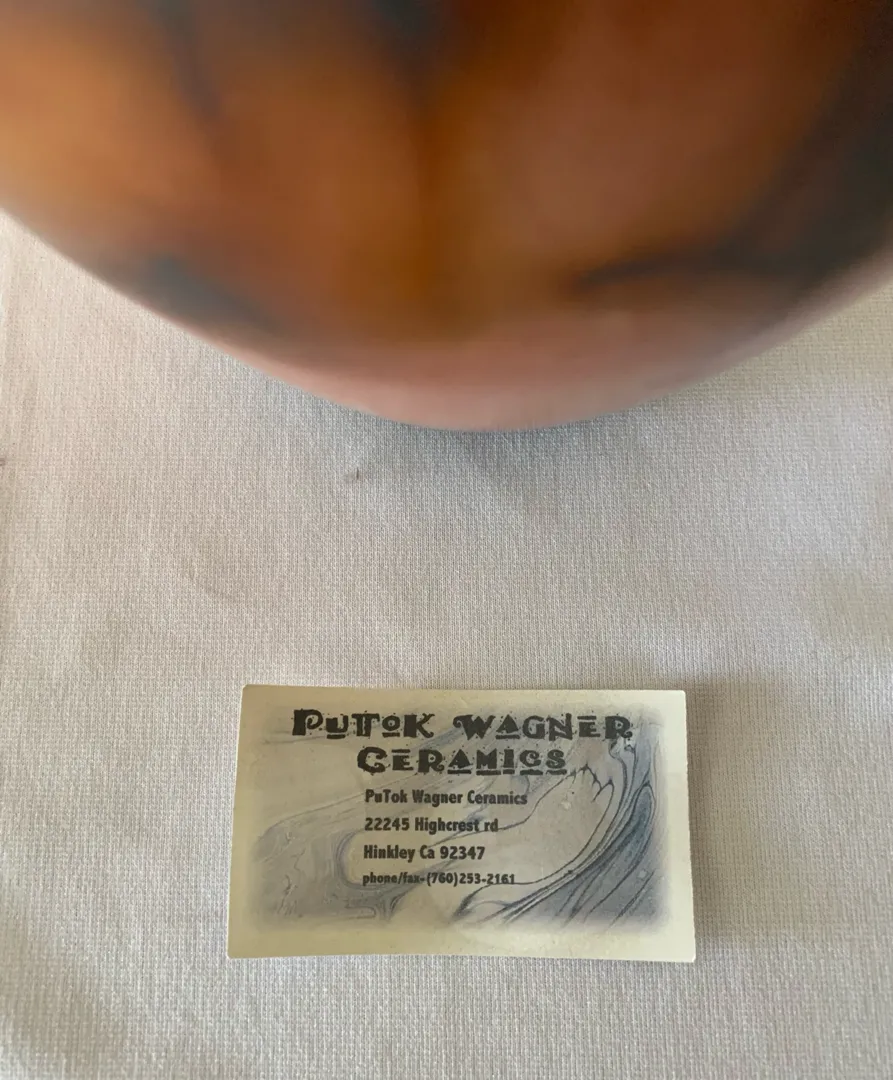 PuToK WAGNER
CERAMICS
PuTok Wagner Ceramics
22245 Highcrest rd
Hinkley Ca 92347
phone/fax-(760)253-2161